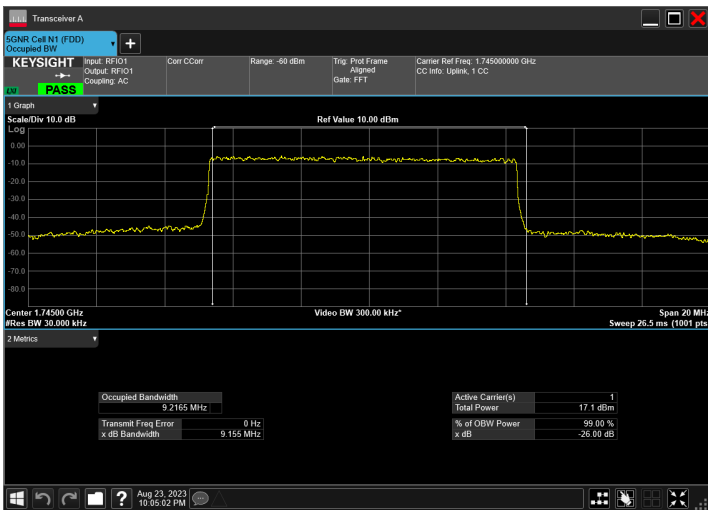 Transceiver A
5GNR Cell N1 (FDD)
Occupied BW
KEYSIGHT
PASS
Input: RFIO1
Output: RFIO1
Coupling: AC
Corr CCorr
Range: -60 dBm
Trig: Prot Frame
Aligned
Gate: FFT
Carrier Ref Freq: 1.745000000 GHz
CC Info: Uplink, 1 CC
1 Graph
Scale/Div 10.0 dB
Ref Value 10.00 dBm
Log
0.00
-10.0
-20.0
-30.0
-40.0
-50.0
-60.0
-70.0
-80.0
Center 1.74500 GHz
Video BW 300.00 kHz*
Span 20 MHz
#Res BW 30.000 kHz
Sweep 26.5 ms (1001 pts
2 Metrics
Occupied Bandwidth
9.2165 MHz
Transmit Freq Error 0 Hz
x dB Bandwidth 9.155 MHz
Active Carrier(s) 1
Total Power 17.1 dBm
% of OBW Power 99.00 %
x dB -26.00 dB
Aug 23, 2023
10:05:02 PM